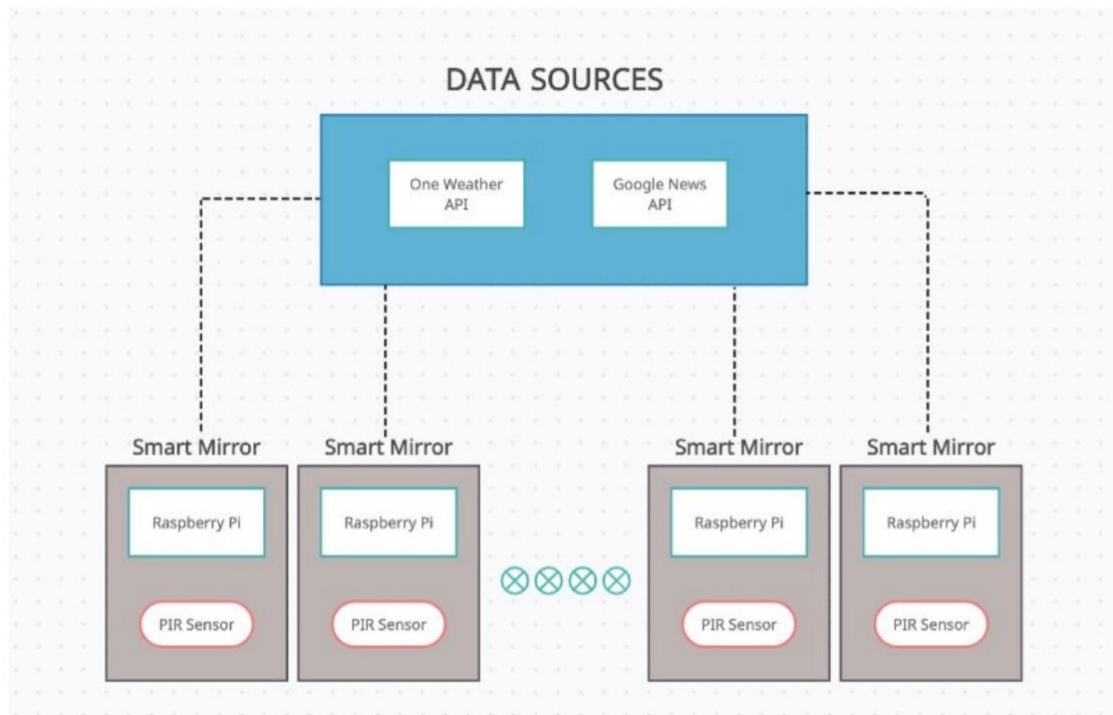 DATA SOURCES
One Weather
API
Google News
API
Smart Mirror
Smart Mirror
Smart Mirror
Smart Mirror
Raspberry Pi
Raspberry Pi
Raspberry Pi
Raspberry Pi
PIR Sensor
PIR Sensor
PIR Sensor
PIR Sensor